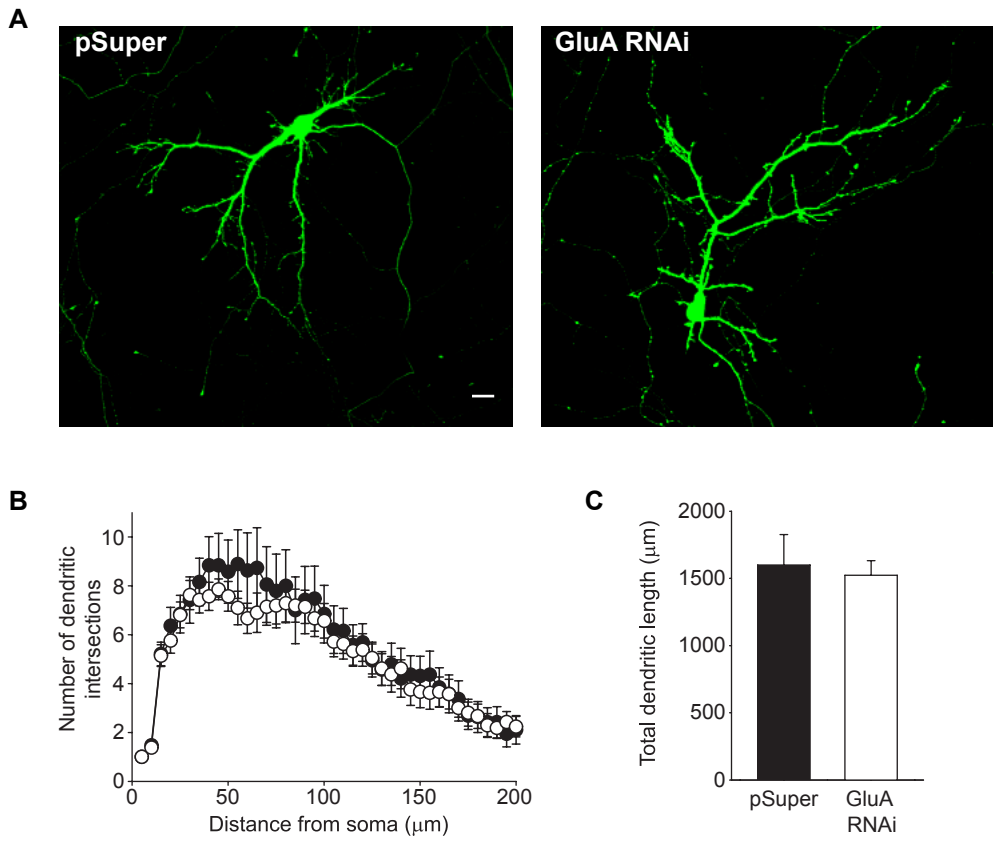 A
pSuper
GluA RNAi
B
Number of dendritic
intersections
10
8
6
4
2
0
0
50
100
150
200
Distance from soma (μm)
C
Total dendritic length (μm)
2000
1500
1000
500
0
pSuper
GluA
RNAi